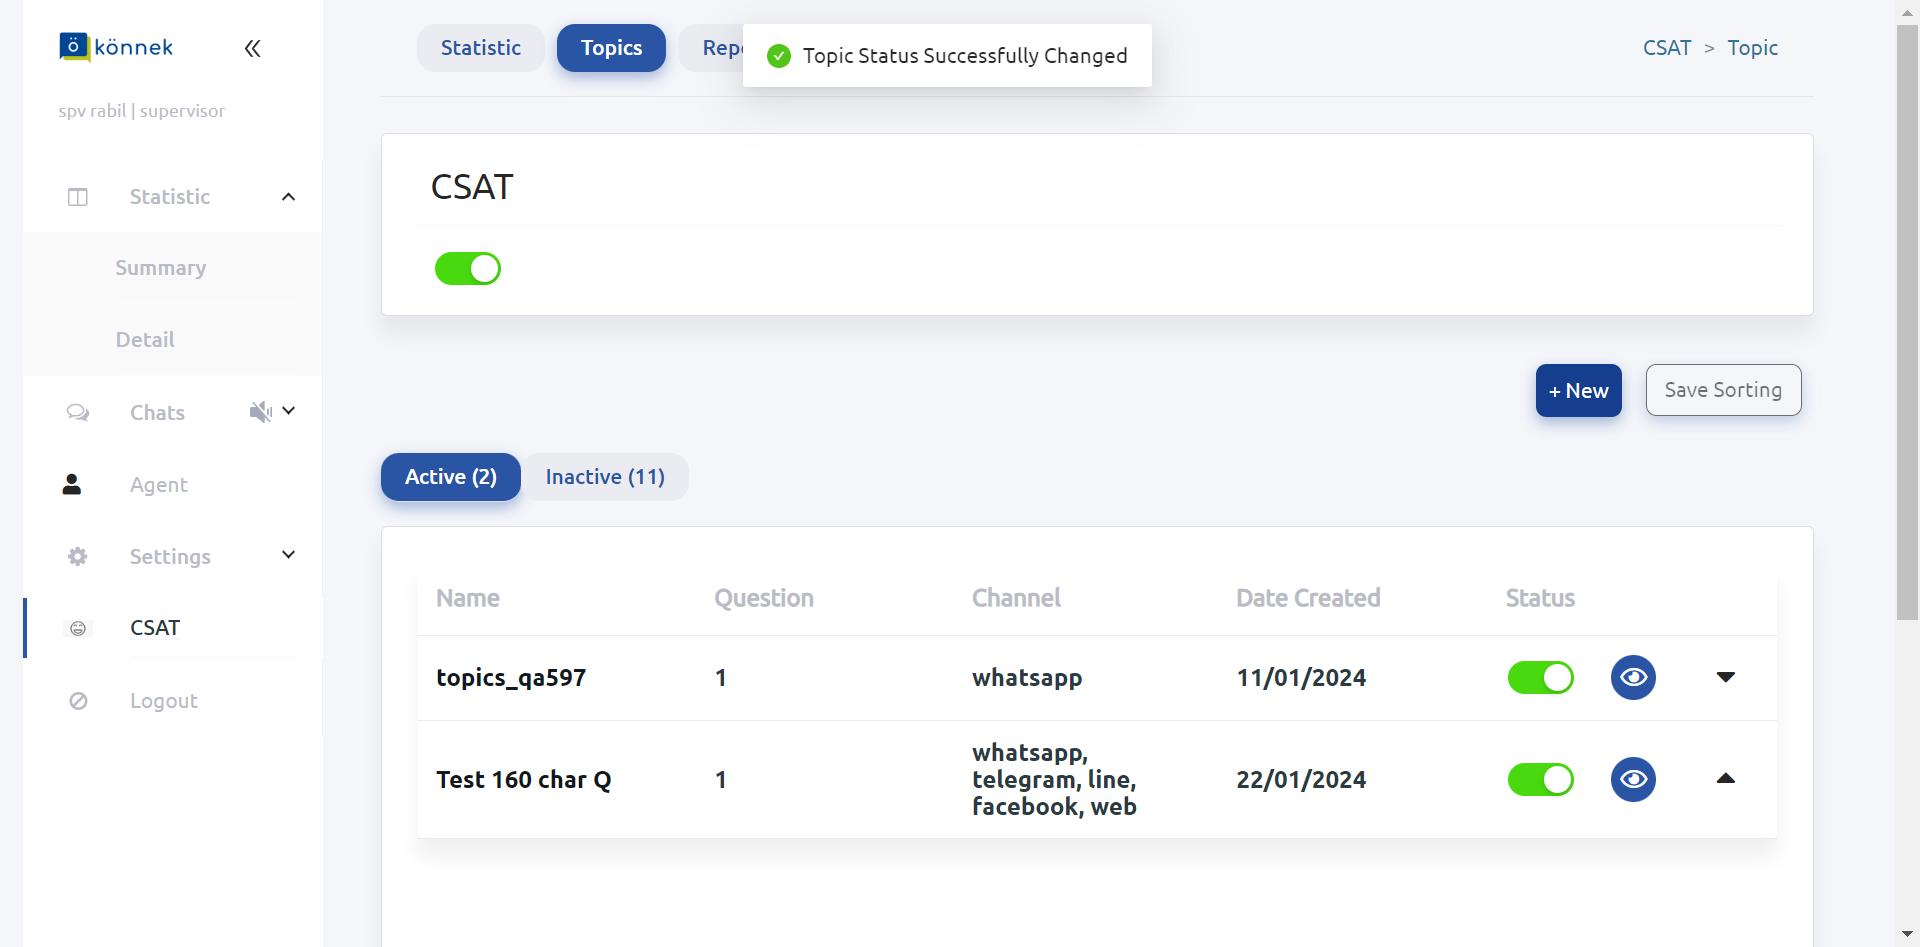 ö könnek
spv rabil | supervisor
Statistic
Summary
Detail
Chats
Agent
Settings
CSAT
Logout
Statistic
Topics
Topic Status Successfully Changed
CSAT > Topic
CSAT
+ New
Save Sorting
Active (2)
Inactive (11)
Name Question Channel Date Created Status
topics_qa597 1 whatsapp 11/01/2024
Test 160 char Q 1 whatsapp,
telegram, line,
facebook, web 22/01/2024